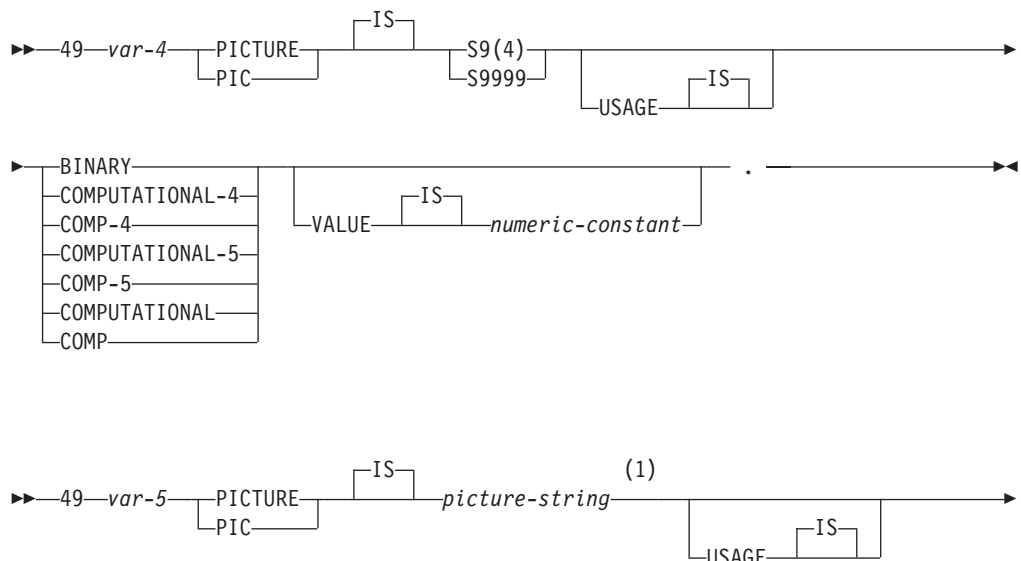 IS
49 var-4 PICTURE S9(4)
PIC S9999 IS
USAGE
BINARY .
COMPUTATIONAL-4 IS
COMP-4 VALUE numeric-constant
COMPUTATIONAL-5
COMP-5
COMPUTATIONAL
COMP
IS (1)
49 var-5 PICTURE picture-string
PIC IS
USAGE